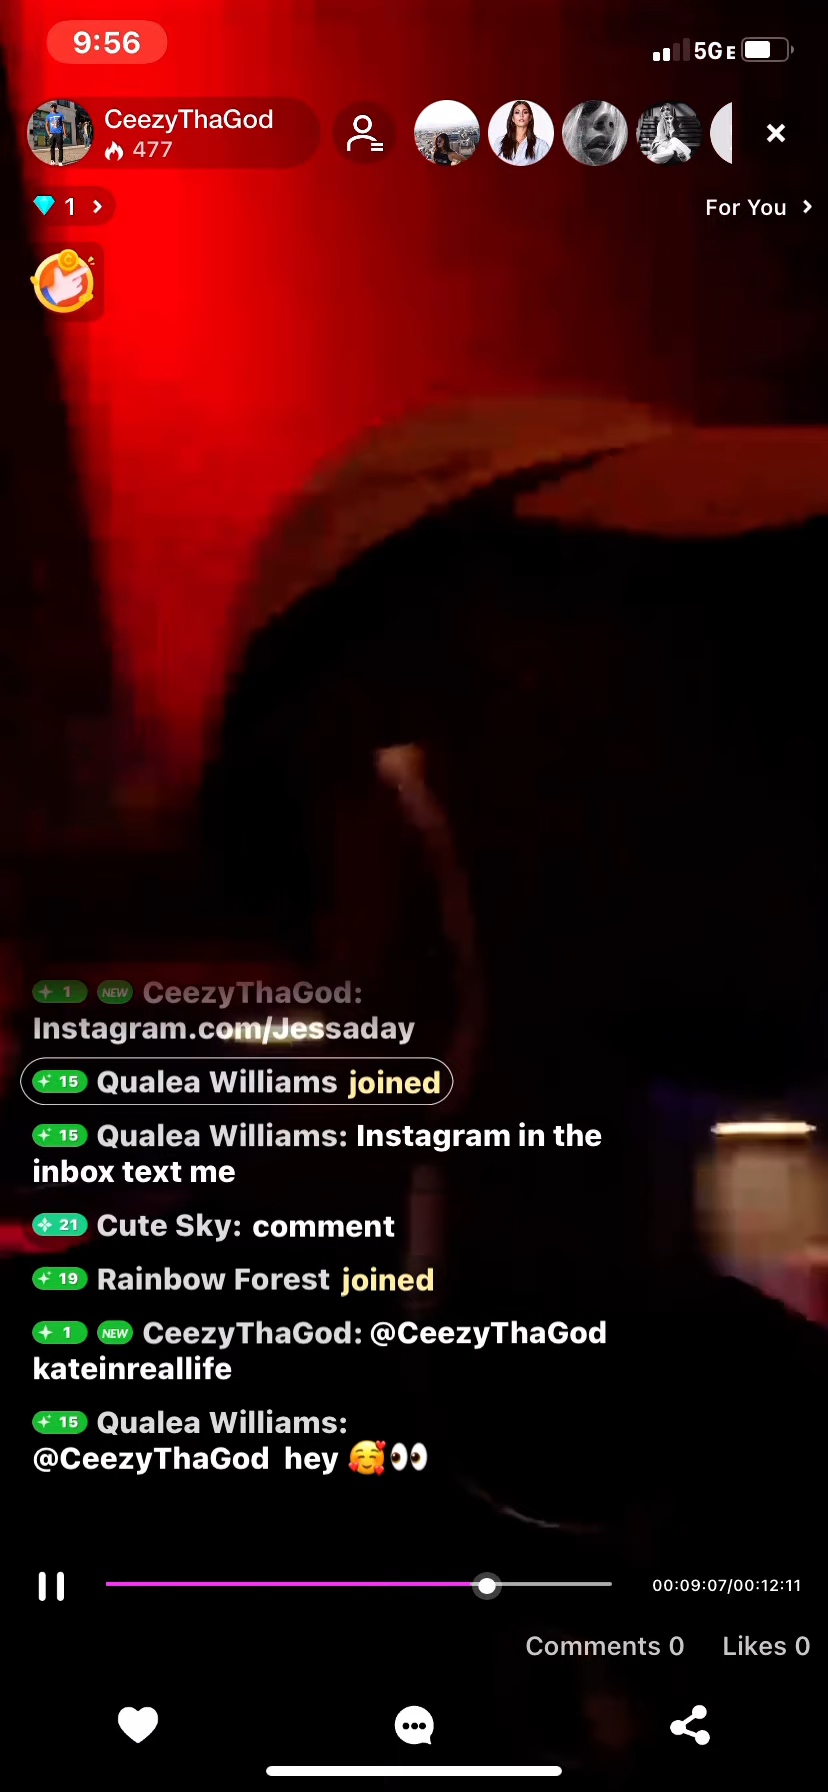 9:56
5GE
CeezyThaGod
477
1
For You
1 NEW CeezyThaGod:
Instagram.com/Jessaday
15 Qualea Williams joined
15 Qualea Williams: Instagram in the
inbox text me
21 Cute Sky: comment
19 Rainbow Forest joined
1 NEW CeezyThaGod: @CeezyThaGod
kateinreallife
15 Qualea Williams:
@CeezyThaGod hey 🥰👀
00:09:07/00:12:11
Comments 0 Likes 0